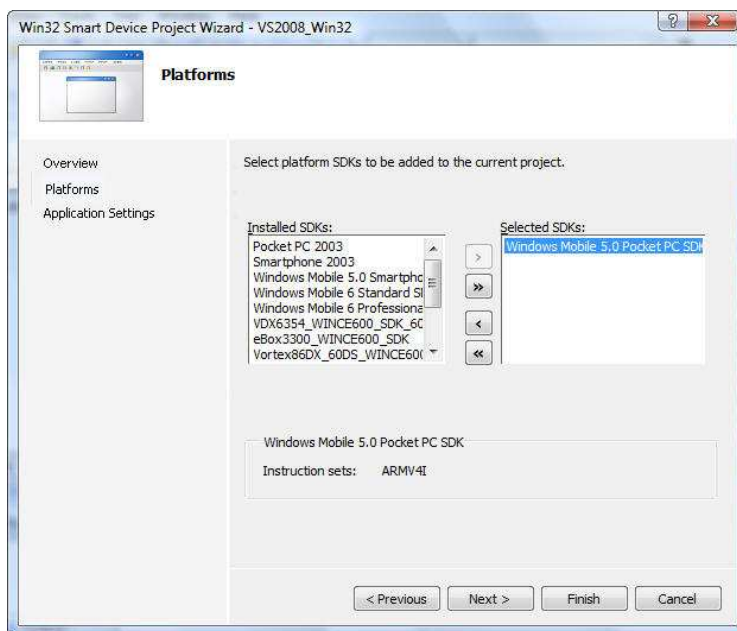 Win32 Smart Device Project Wizard - VS2008_Win32
Platforms
Overview
Platforms
Application Settings
Select platform SDKs to be added to the current project.
Installed SDKs:
Pocket PC 2003
Smartphone 2003
Windows Mobile 5.0 Smartpho
Windows Mobile 6 Standard S
Windows Mobile 6 Professiona
VDX6354_WINCE600_SDK_60
eBox3300_WINCE600_SDK
Vortex86DX_60DS_WINCE60
>
»
<
«
Selected SDKs:
Windows Mobile 5.0 Pocket PC SD
Windows Mobile 5.0 Pocket PC SDK
Instruction sets: ARMV4I
< Previous
Next >
Finish
Cancel